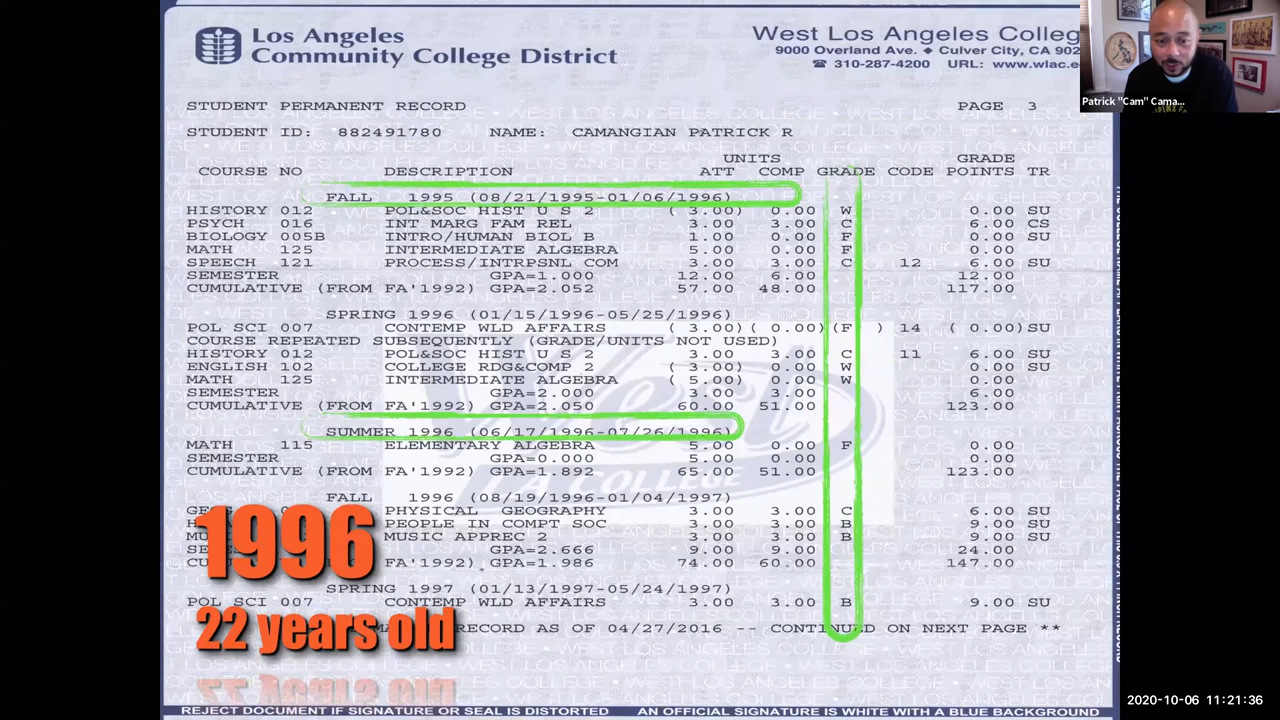 Los Angeles
Community College District
West Los Angeles Colleg
9000 Overland Ave. ◆ Culver City, CA 902
☎ 310-287-4200 URL: www.wlac.e
Patrick "Cam" Cama...
STUDENT PERMANENT RECORD PAGE 3
STUDENT ID: 882491780 NAME: CAMANGIAN PATRICK R
UNITS GRADE
COURSE NO DESCRIPTION ATT COMP GRADE CODE POINTS TR
FALL 1995 (08/21/1995-01/06/1996)
HISTORY 012 POL&SOC HIST U S 2 ( 3.00) 0.00 W 0.00 SU
PSYCH 016 INT MARG FAM REL 3.00 3.00 C 6.00 CS
BIOLOGY 005B INTRO/HUMAN BIOL B 1.00 0.00 F 0.00 SU
MATH 125 INTERMEDIATE ALGEBRA 5.00 0.00 F 0.00
SPEECH 121 PROCESS/INTRPSNL COM 3.00 3.00 C 12 6.00 SU
SEMESTER GPA=1.000 12.00 6.00 12.00
CUMULATIVE (FROM FA'1992) GPA=2.052 57.00 48.00 117.00
SPRING 1996 (01/15/1996-05/25/1996)
POL SCI 007 CONTEMP WLD AFFAIRS ( 3.00)( 0.00)(F ) 14 ( 0.00)SU
COURSE REPEATED SUBSEQUENTLY (GRADE/UNITS NOT USED)
HISTORY 012 POL&SOC HIST U S 2 3.00 3.00 C 11 6.00 SU
ENGLISH 102 COLLEGE RDG&COMP 2 ( 3.00) 0.00 W 0.00 SU
MATH 125 INTERMEDIATE ALGEBRA ( 5.00) 0.00 W 0.00
SEMESTER GPA=2.000 3.00 3.00 6.00
CUMULATIVE (FROM FA'1992) GPA=2.050 60.00 51.00 123.00
SUMMER 1996 (06/17/1996-07/26/1996)
MATH 115 ELEMENTARY ALGEBRA 5.00 0.00 F 0.00
SEMESTER GPA=0.000 5.00 0.00 0.00
CUMULATIVE (FROM FA'1992) GPA=1.892 65.00 51.00 123.00
FALL 1996 (08/19/1996-01/04/1997)
PHYSICAL GEOGRAPHY 3.00 3.00 C 6.00 SU
PEOPLE IN COMPT SOC 3.00 3.00 B 9.00 SU
MUSIC APPREC 2 3.00 3.00 B 9.00 SU
GPA=2.666 9.00 9.00 24.00
FA'1992) GPA=1.986 74.00 60.00 147.00
1996
SPRING 1997 (01/13/1997-05/24/1997)
POL SCI 007 CONTEMP WLD AFFAIRS 3.00 3.00 B 9.00 SU
22 years old
RECORD AS OF 04/27/2016 -- CONTINUED ON NEXT PAGE **
REJECT DOCUMENT IF SIGNATURE OR SEAL IS DISTORTED AN OFFICIAL SIGNATURE IS WHITE WITH A BLUE BACKGROUND
2020-10-06 11:21:36